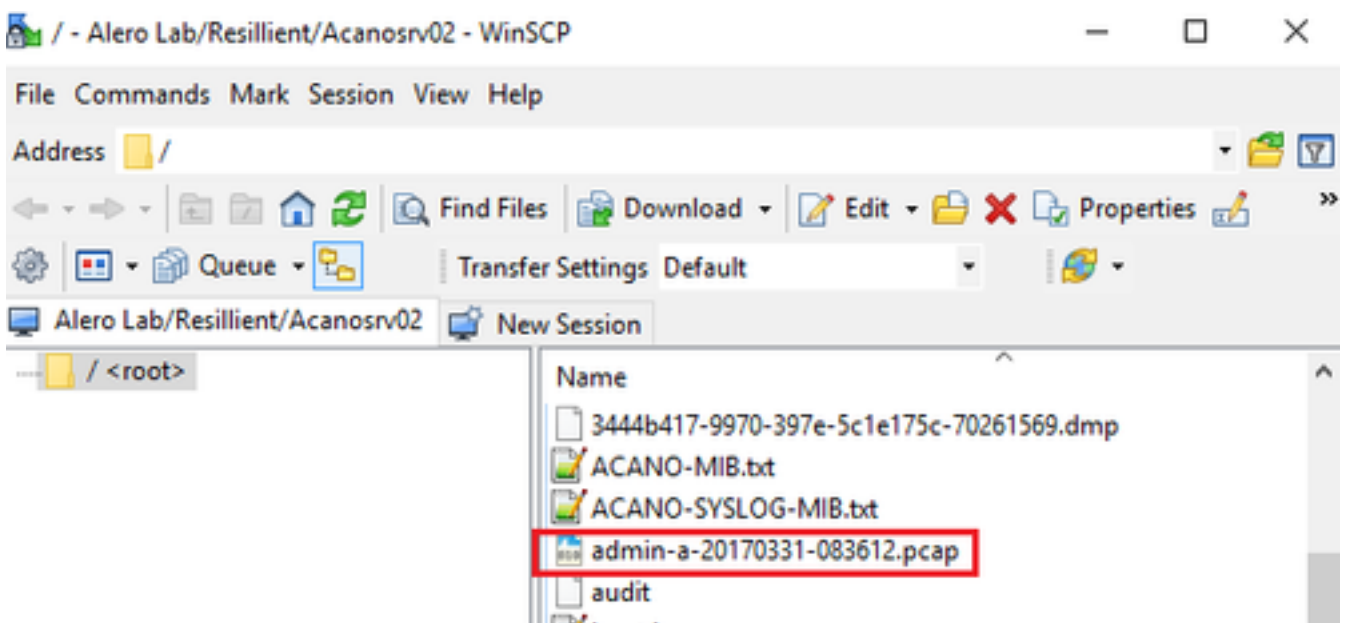 / - Alero Lab/Resillient/Acanosrv02 - WinSCP
File Commands Mark Session View Help
Address /
Find Files Download Edit Properties »
Queue Transfer Settings Default
Alero Lab/Resillient/Acanosrv02 New Session
/ <root>
Name
3444b417-9970-397e-5c1e175c-70261569.dmp
ACANO-MIB.txt
ACANO-SYSLOG-MIB.txt
admin-a-20170331-083612.pcap
audit